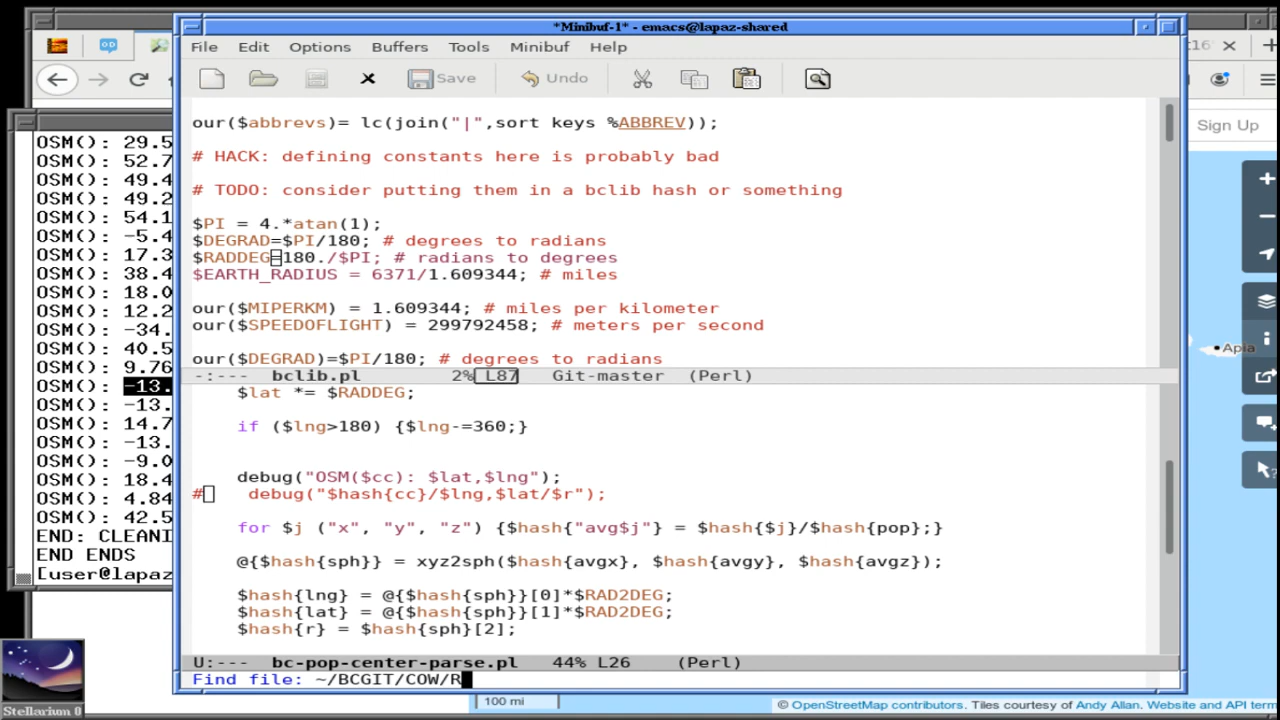 *Minibuf-1* - emacs@lapaz-shared
File Edit Options Buffers Tools Minibuf Help
Save Undo
our($abbrevs)= lc(join("|",sort keys %ABBREV));
# HACK: defining constants here is probably bad
# TODO: consider putting them in a bclib hash or something
$PI = 4.*atan(1);
$DEGRAD=$PI/180; # degrees to radians
$RADDEG=180./$PI; # radians to degrees
$EARTH_RADIUS = 6371/1.609344; # miles
our($MIPERKM) = 1.609344; # miles per kilometer
our($SPEEDOFLIGHT) = 299792458; # meters per second
our($DEGRAD)=$PI/180; # degrees to radians
-:--- bclib.pl 2% L87 Git-master (Perl)
$lat *= $RADDEG;
if ($lng>180) {$lng-=360;}
debug("OSM($cc): $lat,$lng");
# debug("$hash{cc}/$lng,$lat/$r");
for $j ("x", "y", "z") {$hash{"avg$j"} = $hash{$j}/$hash{pop};}
@{$hash{sph}} = xyz2sph($hash{avgx}, $hash{avgy}, $hash{avgz});
$hash{lng} = @{$hash{sph}}[0]*$RAD2DEG;
$hash{lat} = @{$hash{sph}}[1]*$RAD2DEG;
$hash{r} = $hash{sph}[2];
U:--- bc-pop-center-parse.pl 44% L26 (Perl)
Find file: ~/BCGIT/COW/R
OSM(): 29.5
OSM(): 52.7
OSM(): 49.4
OSM(): 49.2
OSM(): 54.1
OSM(): -5.4
OSM(): 17.3
OSM(): 38.4
OSM(): 18.0
OSM(): 12.2
OSM(): -34.
OSM(): 40.5
OSM(): 9.76
OSM(): -13.
OSM(): -13.
OSM(): 14.7
OSM(): -13.
OSM(): -9.0
OSM(): 18.4
OSM(): 4.84
OSM(): 42.5
END: CLEANI
END ENDS
[user@lapaz
Stellarium 0
Sign Up
Apia
100 mi
© OpenStreetMap contributors. Tiles courtesy of Andy Allan. Website and API term